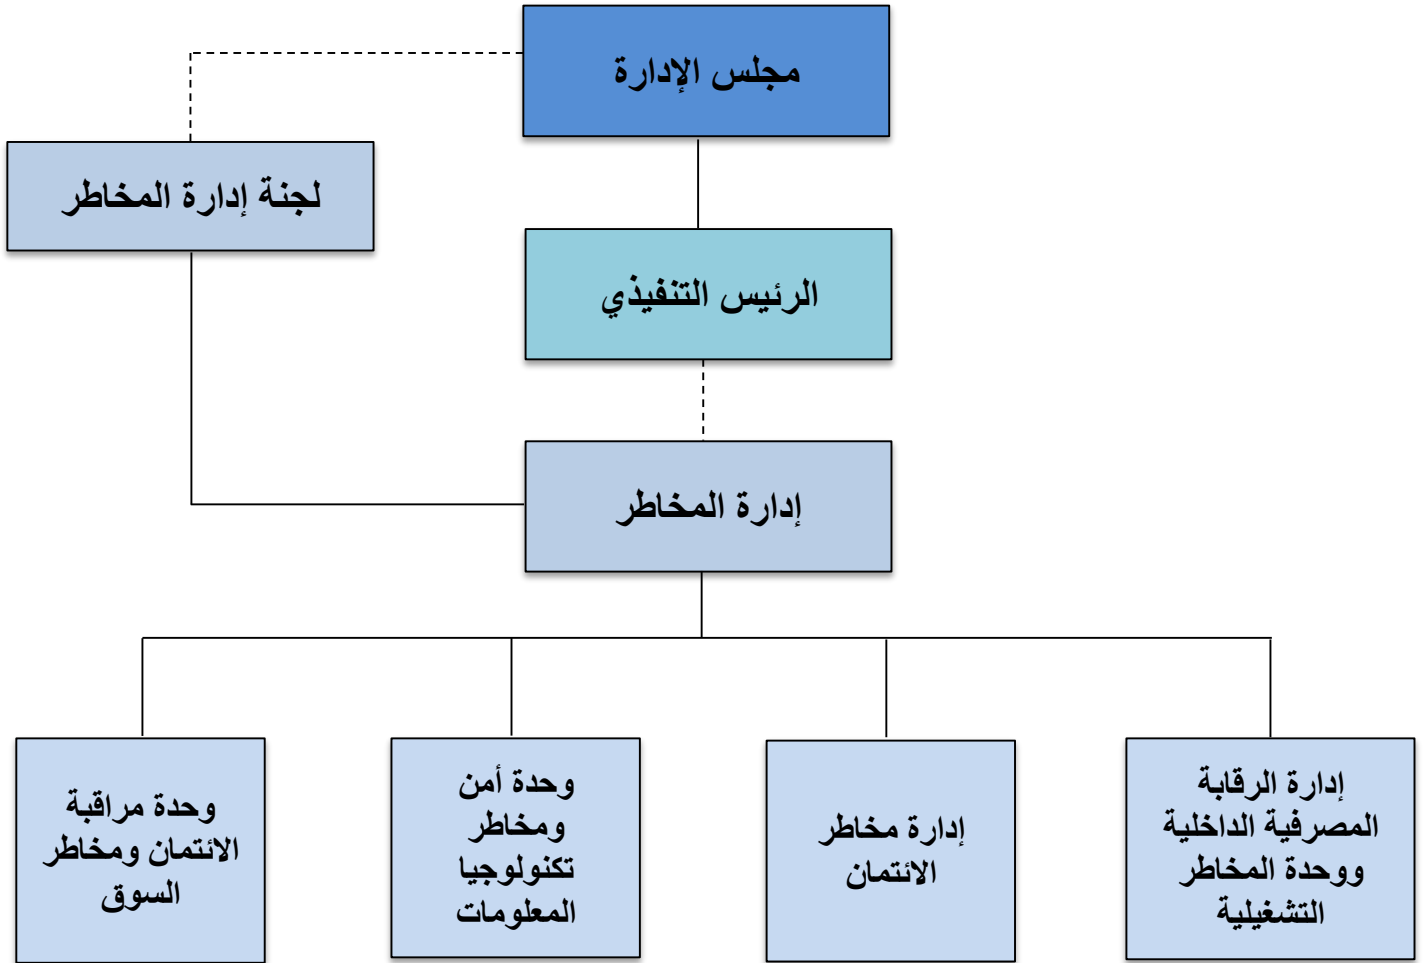 مجلس الإدارة
لجنة إدارة المخاطر
الرئيس التنفيذي
إدارة المخاطر
إدارة الرقابة
المصرفية الداخلية
ووحدة المخاطر
التشغيلية
إدارة مخاطر
الائتمان
وحدة أمن
ومخاطر
تكنولوجيا
المعلومات
وحدة مراقبة
الائتمان ومخاطر
السوق